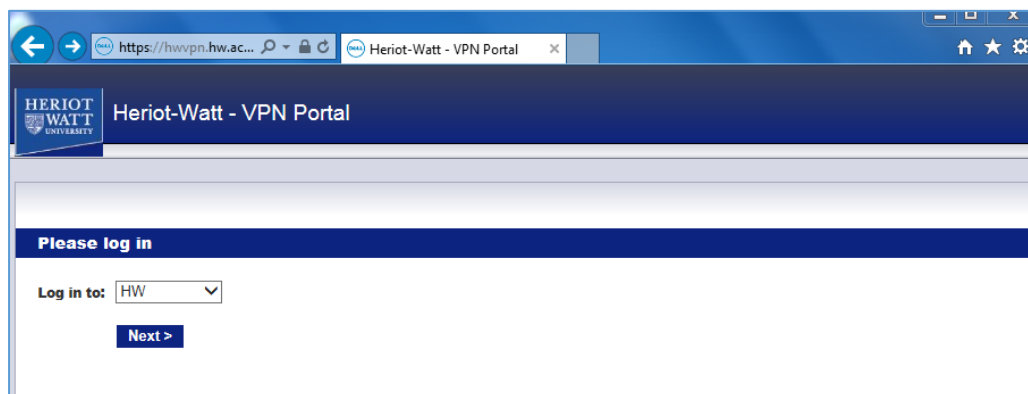 https://hwvpn.hw.ac... Heriot-Watt - VPN Portal
HERIOT
WATT
UNIVERSITY
Heriot-Watt - VPN Portal
Please log in
Log in to: HW
Next >